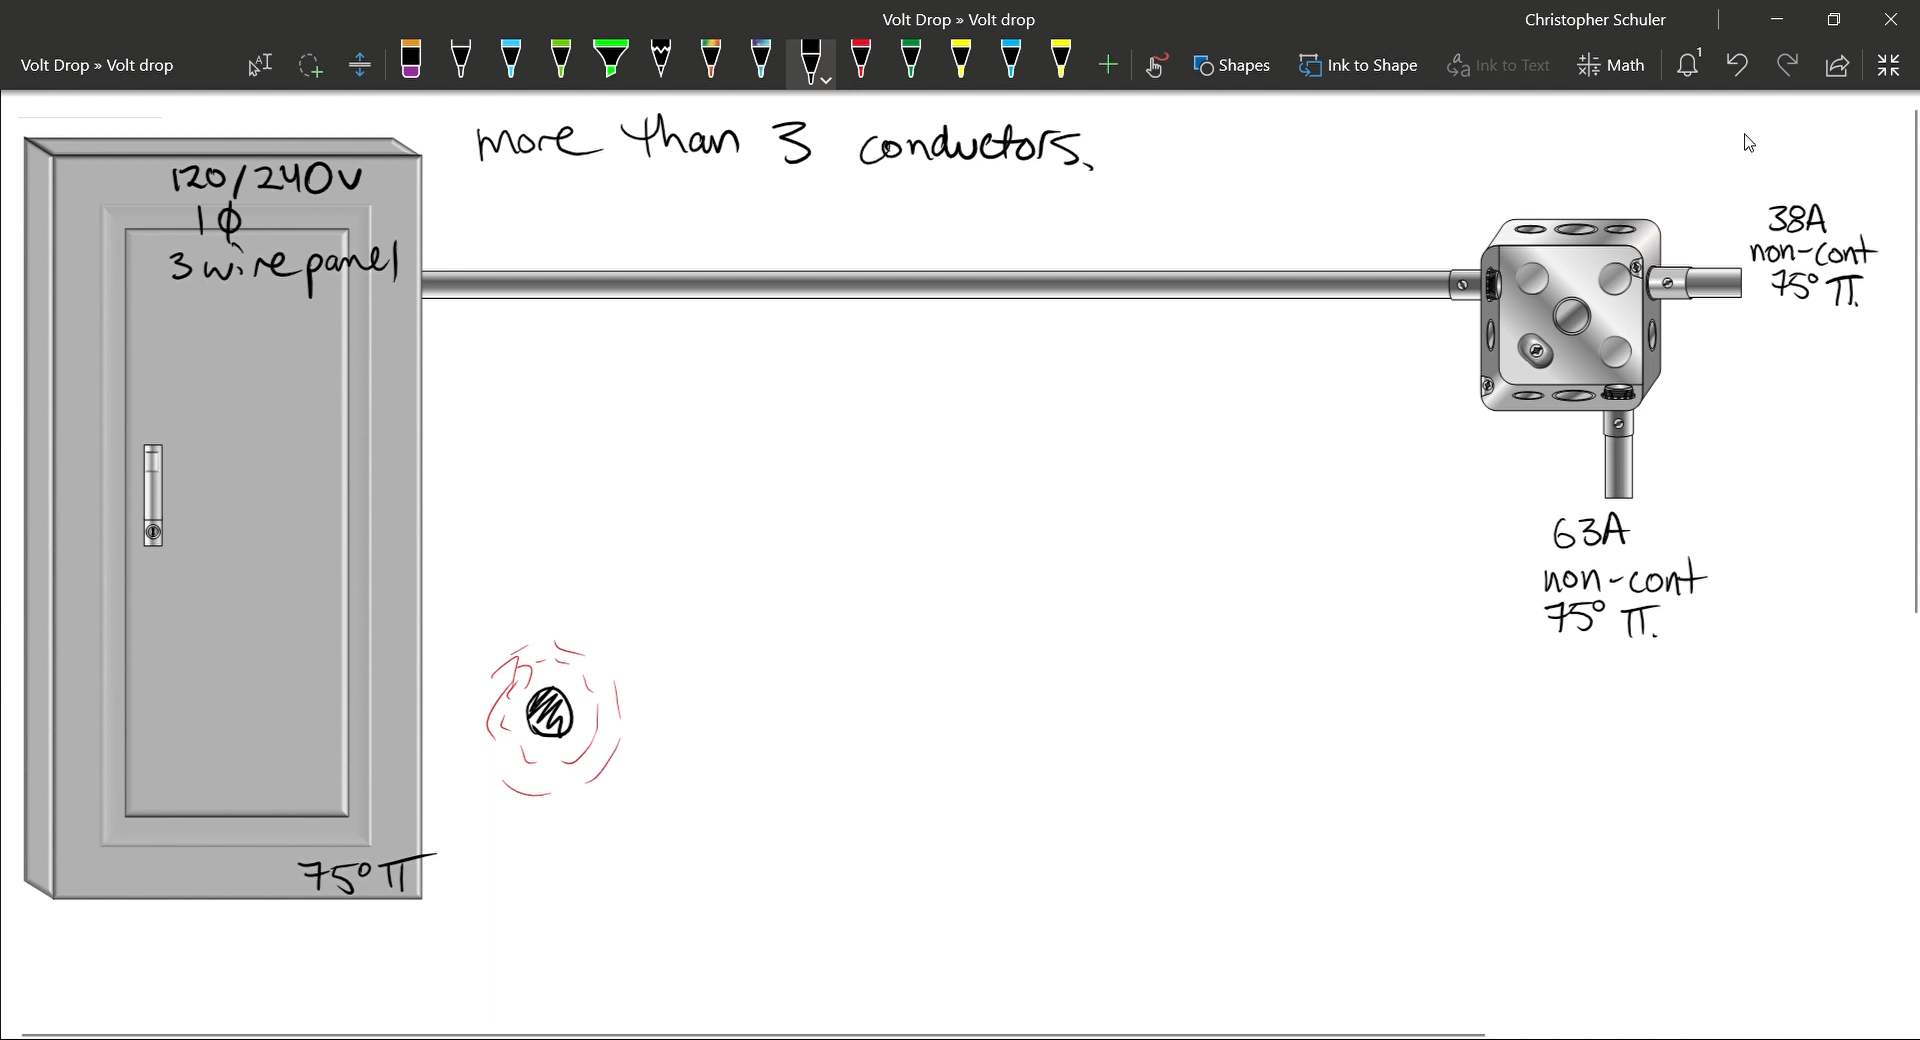 Volt Drop » Volt drop
Christopher Schuler
Volt Drop » Volt drop
Shapes
Ink to Shape
Ink to Text
Math
1
more than 3 conductors.
120/240V
1φ
3 wire panel
38A
non-cont
75° TT.
63A
non-cont
75° TT.
75° TT